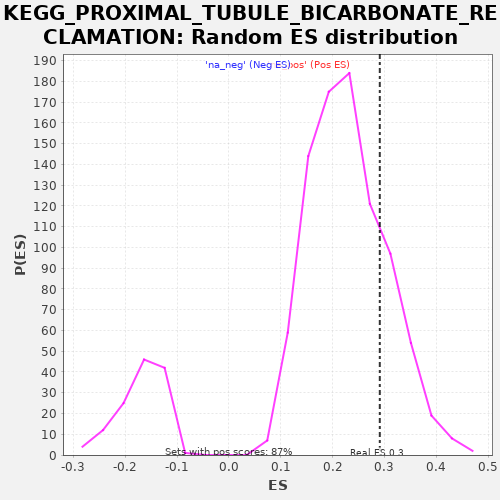 KEGG_PROXIMAL_TUBULE_BICARBONATE_RE
CLAMATION: Random ES distribution
'na_neg' (Neg ES) pos' (Pos ES)
190
180
170
160
150
140
130
120
110
100
90
80
70
60
50
40
30
20
10
0
P(ES)
Sets with pos scores: 87%
Real ES 0.3
-0.3 -0.2 -0.1 0.0 0.1 0.2 0.3 0.4 0.5
ES